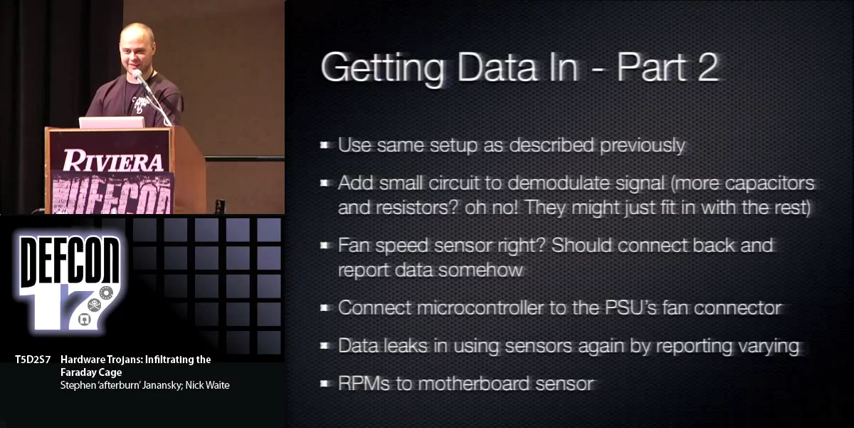 RIVIERA
DEFCON
DEFCON
17
T5D2S7 Hardware Trojans: Infiltrating the
Faraday Cage
Stephen 'afterburn' Janansky; Nick Waite
Getting Data In - Part 2
Use same setup as described previously
Add small circuit to demodulate signal (more capacitors
and resistors? oh no! They might just fit in with the rest)
Fan speed sensor right? Should connect back and
report data somehow
Connect microcontroller to the PSU's fan connector
Data leaks in using sensors again by reporting varying
RPMs to motherboard sensor